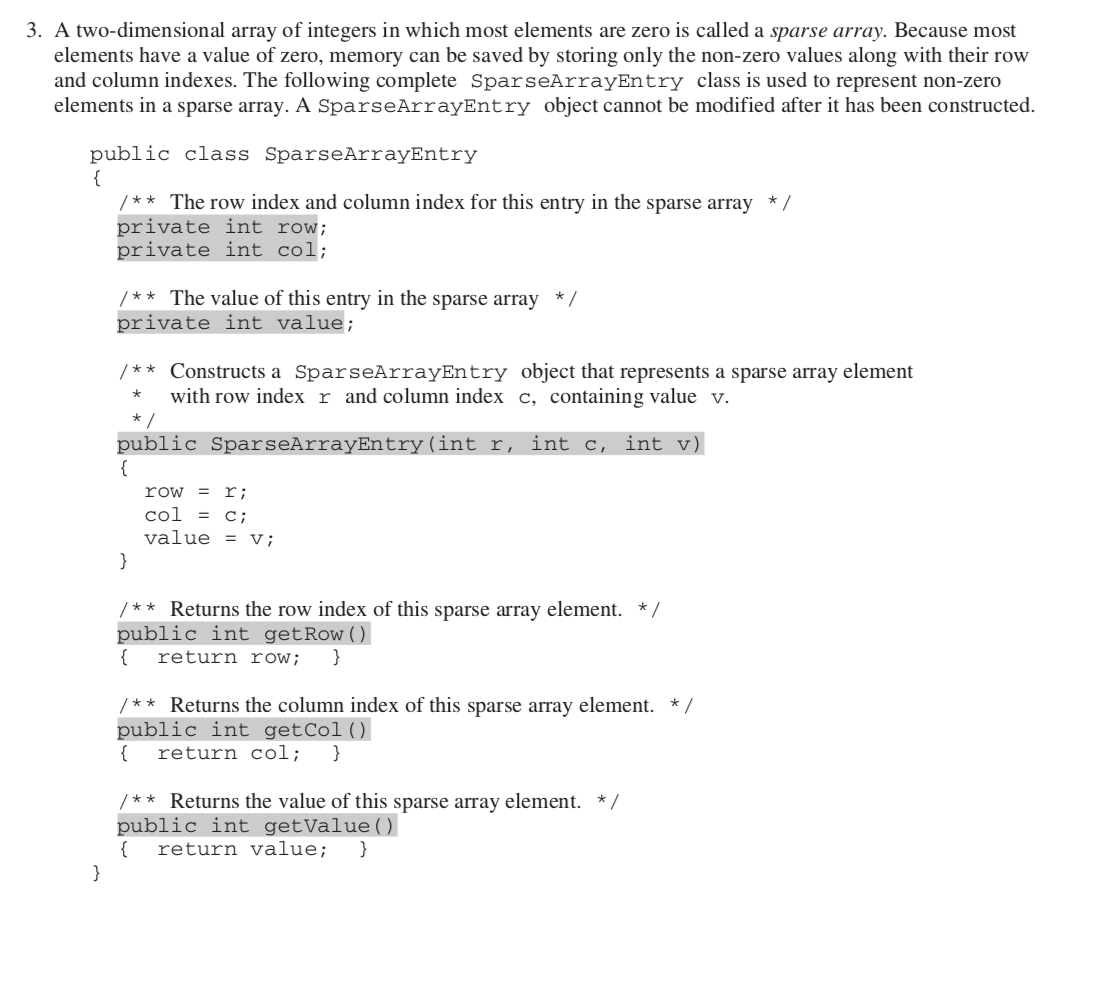 3. A two-dimensional array of integers in which most elements are zero is called a sparse array. Because most
elements have a value of zero, memory can be saved by storing only the non-zero values along with their row
and column indexes. The following complete SparseArrayEntry class is used to represent non-zero
elements in a sparse array. A SparseArrayEntry object cannot be modified after it has been constructed.
public class SparseArrayEntry
{
/** The row index and column index for this entry in the sparse array */
private int row;
private int col;
/** The value of this entry in the sparse array */
private int value;
/** Constructs a SparseArrayEntry object that represents a sparse array element
* with row index r and column index c, containing value v.
*/
public SparseArrayEntry(int r, int c, int v)
{
row = r;
col = c;
value = v;
}
/** Returns the row index of this sparse array element. */
public int getRow()
{ return row; }
/** Returns the column index of this sparse array element. */
public int getCol()
{ return col; }
/** Returns the value of this sparse array element. */
public int getValue()
{ return value; }
}